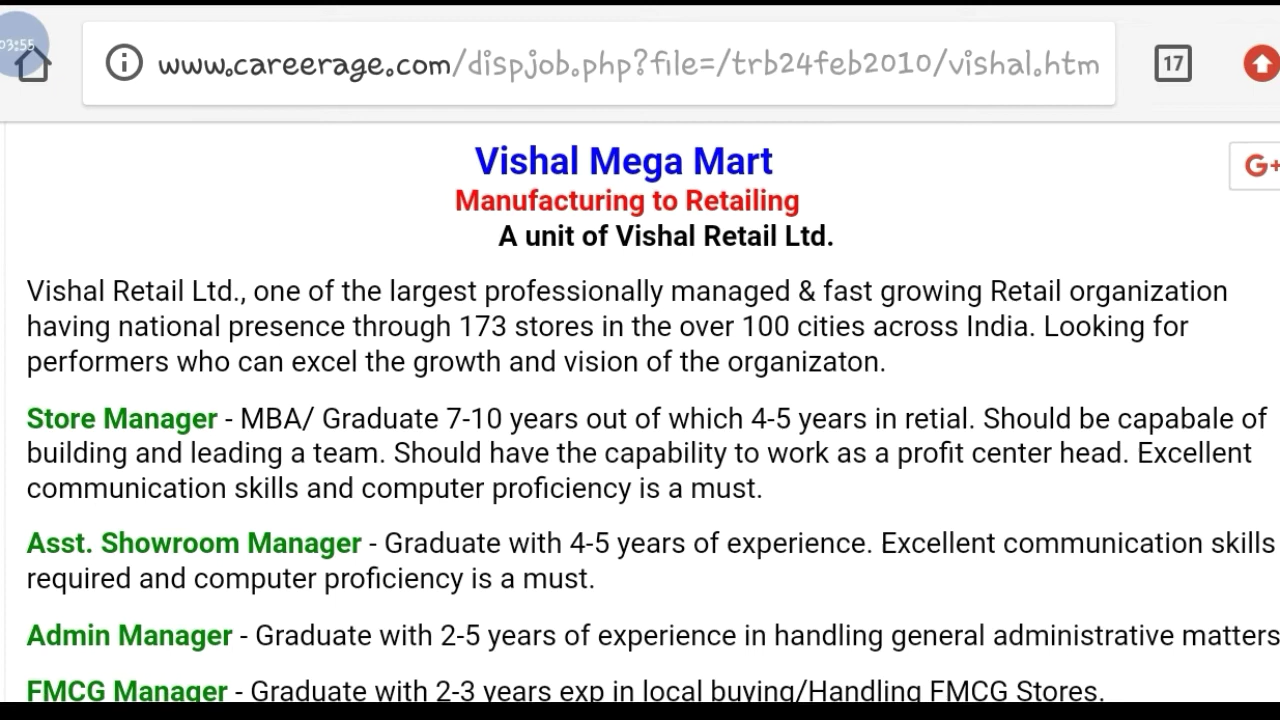 03:55
www.careerage.com/dispjob.php?file=/trb24feb2010/vishal.htm
17
G+
Vishal Mega Mart
Manufacturing to Retailing
A unit of Vishal Retail Ltd.
Vishal Retail Ltd., one of the largest professionally managed & fast growing Retail organization
having national presence through 173 stores in the over 100 cities across India. Looking for
performers who can excel the growth and vision of the organizaton.
Store Manager - MBA/ Graduate 7-10 years out of which 4-5 years in retial. Should be capabale of
building and leading a team. Should have the capability to work as a profit center head. Excellent
communication skills and computer proficiency is a must.
Asst. Showroom Manager - Graduate with 4-5 years of experience. Excellent communication skills
required and computer proficiency is a must.
Admin Manager - Graduate with 2-5 years of experience in handling general administrative matters
FMCG Manager - Graduate with 2-3 years exp in local buying/Handling FMCG Stores.